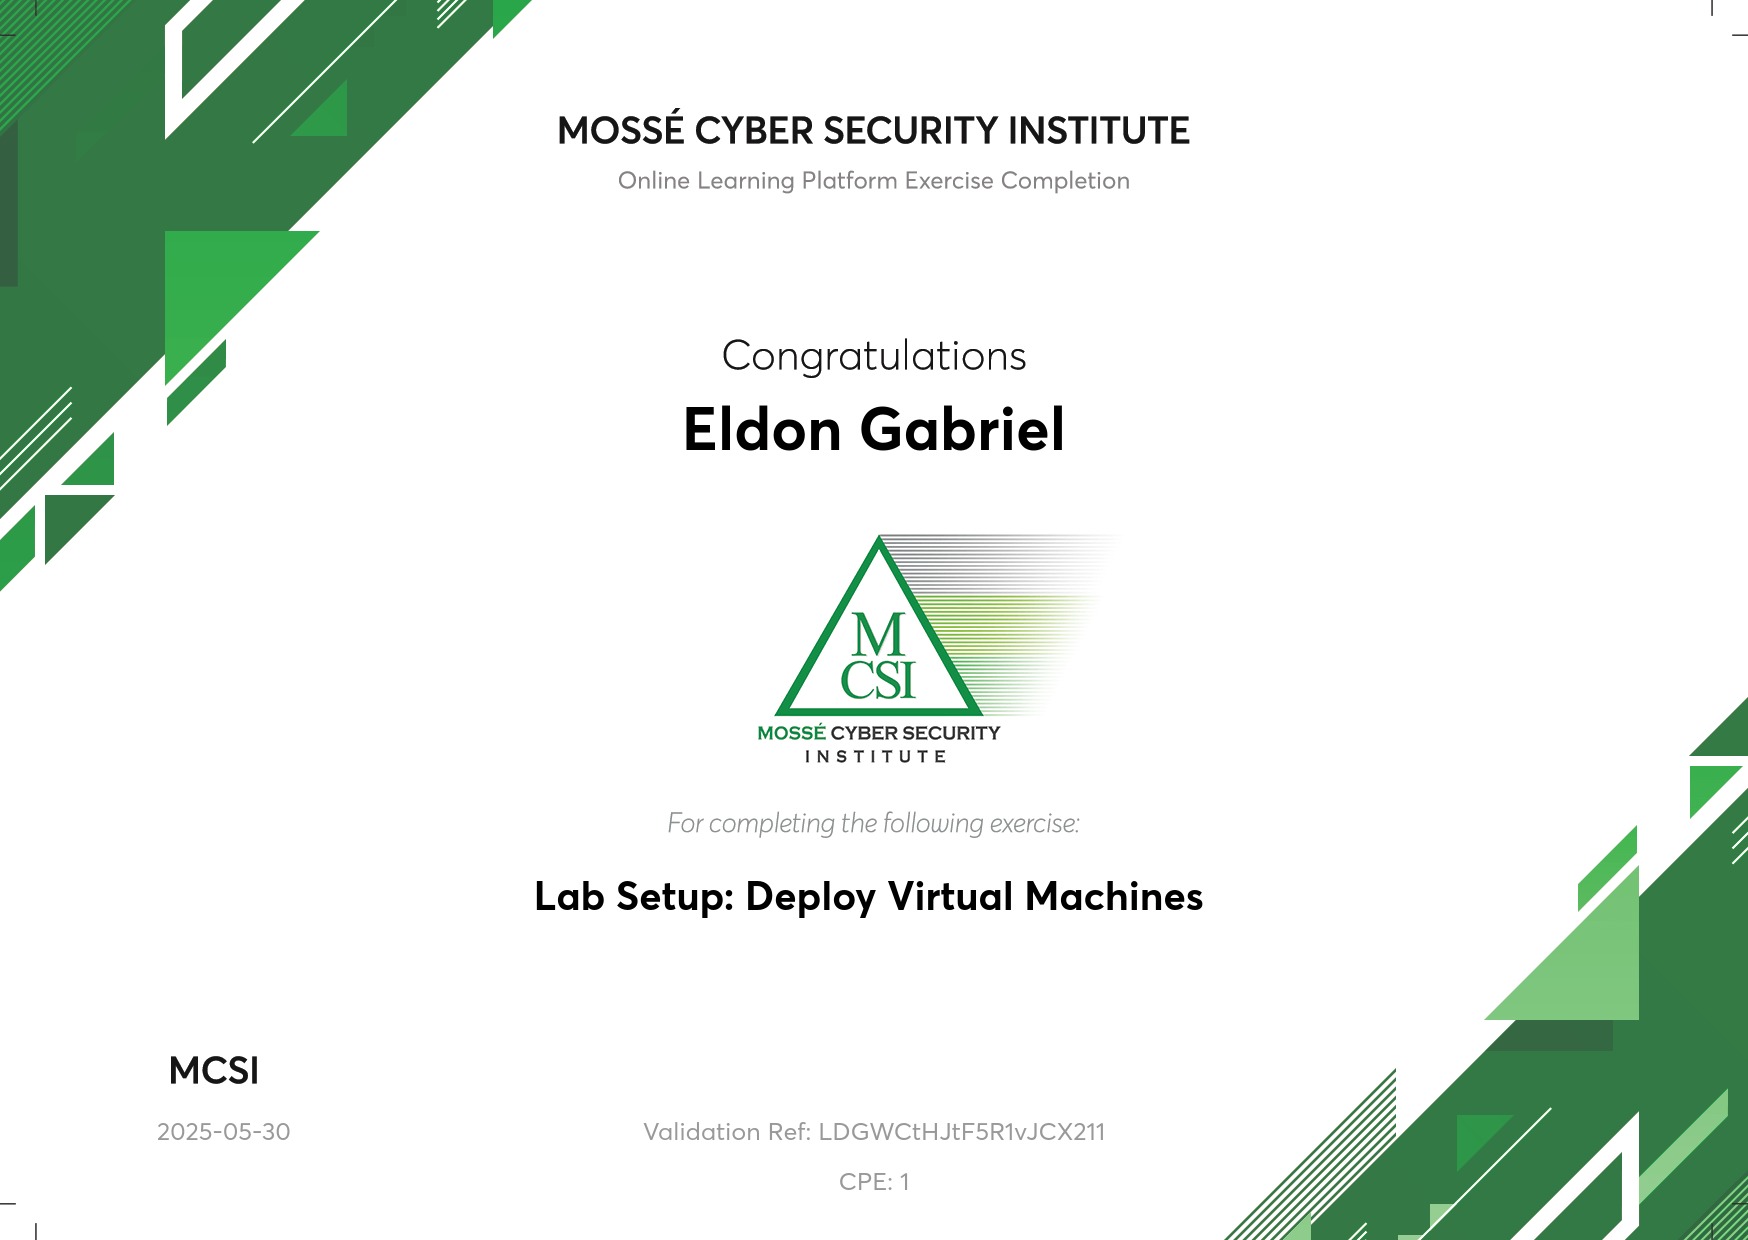 MOSSÉ CYBER SECURITY INSTITUTE
Online Learning Platform Exercise Completion
Congratulations
Eldon Gabriel
M
CSI
MOSSÉ CYBER SECURITY
INSTITUTE
For completing the following exercise:
Lab Setup: Deploy Virtual Machines
MCSI
2025-05-30
Validation Ref: LDGWCtHJtF5R1vJCX211
CPE: 1